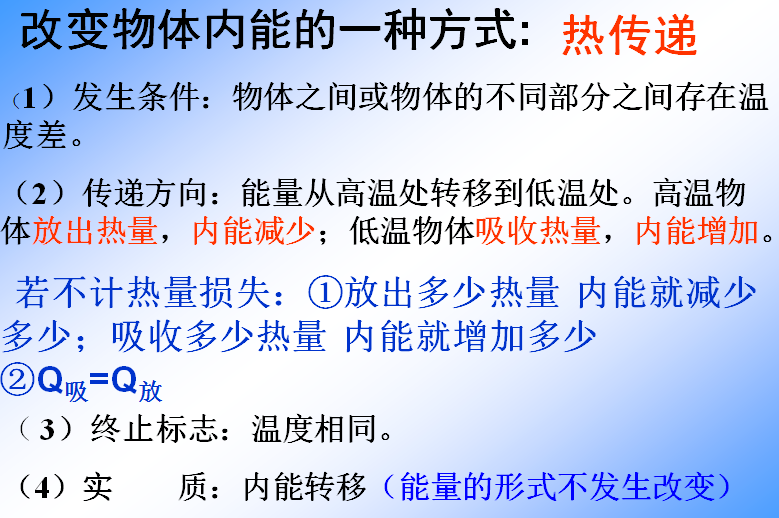 改变物体内能的一种方式: 热传递
（1）发生条件：物体之间或物体的不同部分之间存在温
度差。
（2）传递方向：能量从高温处转移到低温处。高温物
体放出热量，内能减少；低温物体吸收热量，内能增加。
若不计热量损失：①放出多少热量 内能就减少
多少；吸收多少热量 内能就增加多少
②Q吸=Q放
（3）终止标志：温度相同。
（4）实  质：内能转移（能量的形式不发生改变）